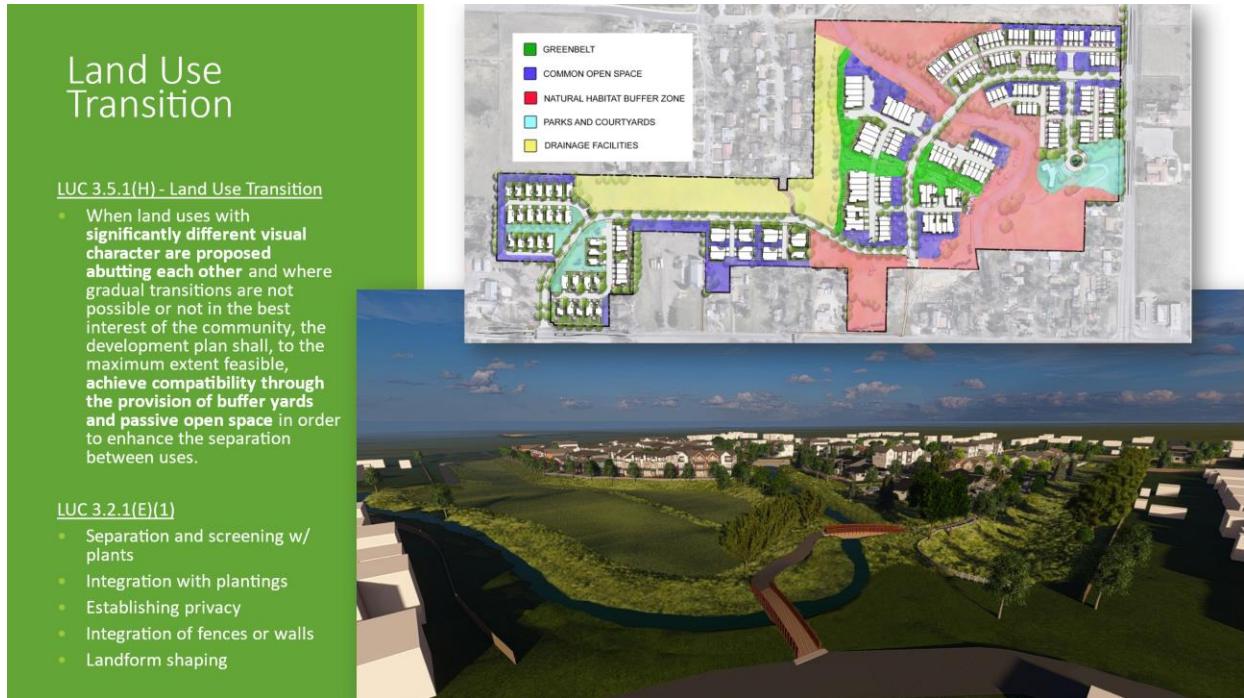 Land Use
Transition
LUC 3.5.1(H) - Land Use Transition
• When land uses with
significantly different visual
character are proposed
abutting each other and where
gradual transitions are not
possible or not in the best
interest of the community, the
development plan shall, to the
maximum extent feasible,
achieve compatibility through
the provision of buffer yards
and passive open space in order
to enhance the separation
between uses.
LUC 3.2.1(E)(1)
• Separation and screening w/
plants
• Integration with plantings
• Establishing privacy
• Integration of fences or walls
• Landform shaping
GREENBELT
COMMON OPEN SPACE
NATURAL HABITAT BUFFER ZONE
PARKS AND COURTYARDS
DRAINAGE FACILITIES